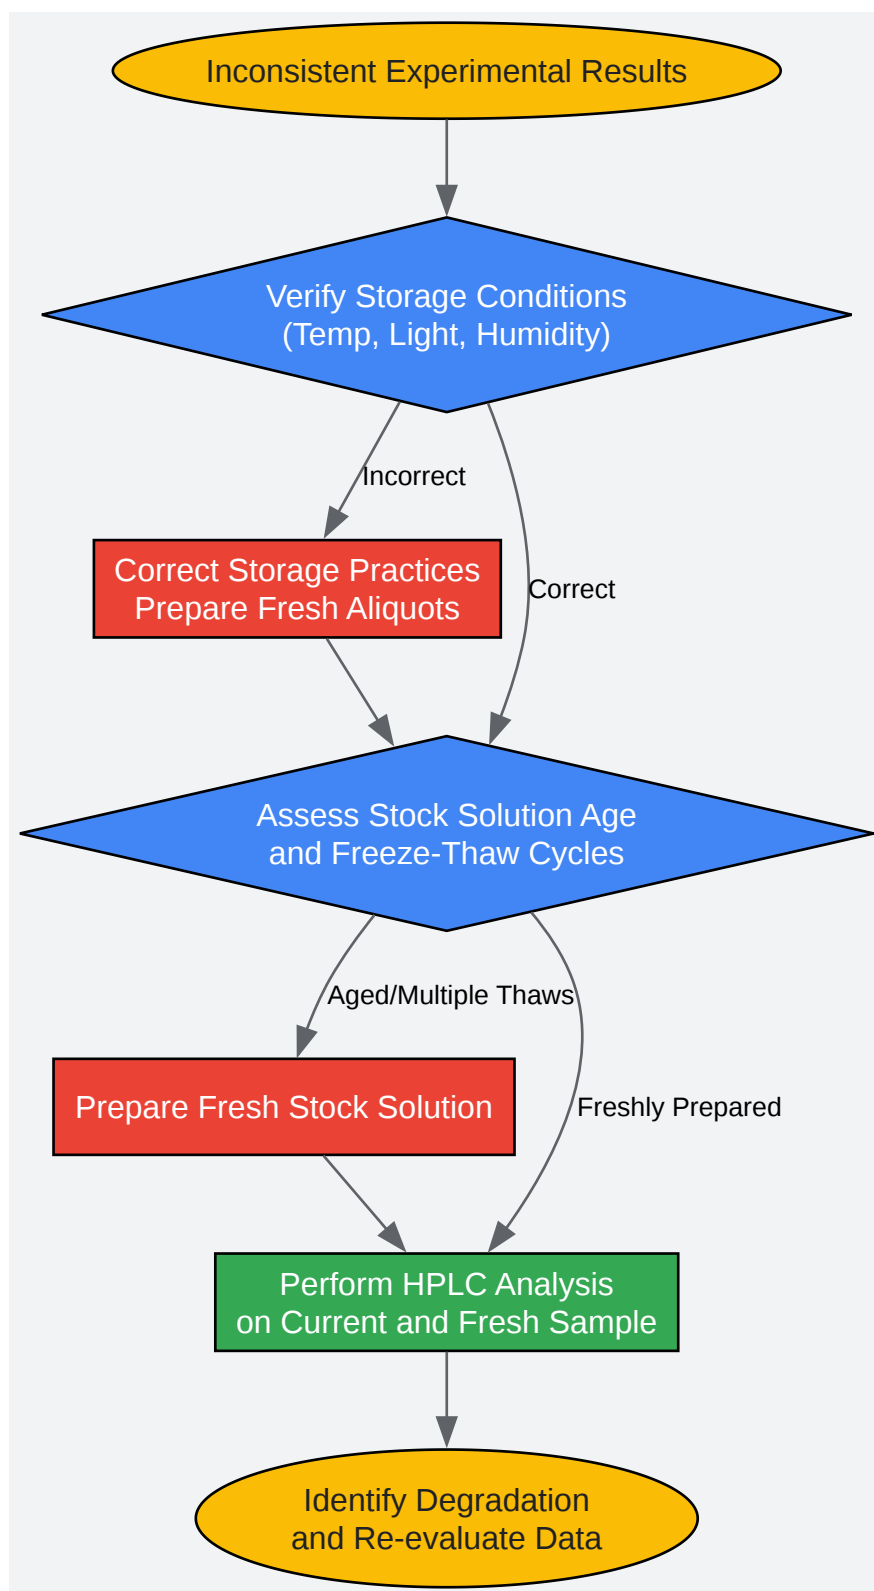 Inconsistent Experimental Results
Verify Storage Conditions
(Temp, Light, Humidity)
Incorrect
Correct Storage Practices
Prepare Fresh Aliquots
Correct
Assess Stock Solution Age
and Freeze-Thaw Cycles
Aged/Multiple Thaws
Prepare Fresh Stock Solution
Freshly Prepared
Perform HPLC Analysis
on Current and Fresh Sample
Identify Degradation
and Re-evaluate Data